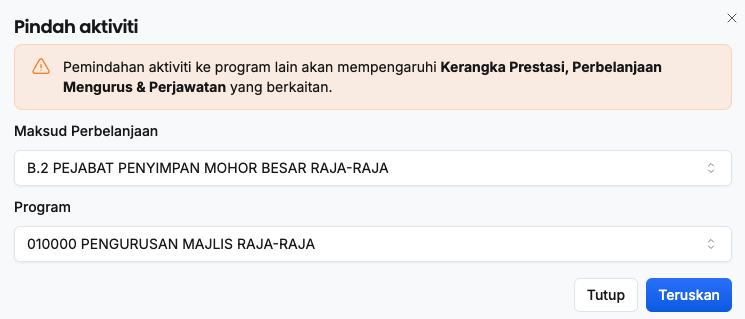 Pindah aktiviti
Pemindahan aktiviti ke program lain akan mempengaruhi Kerangka Prestasi, Perbelanjaan
Mengurus & Perjawatan yang berkaitan.
Maksud Perbelanjaan
B.2 PEJABAT PENYIMPAN MOHOR BESAR RAJA-RAJA
Program
010000 PENGURUSAN MAJLIS RAJA-RAJA
Tutup Teruskan